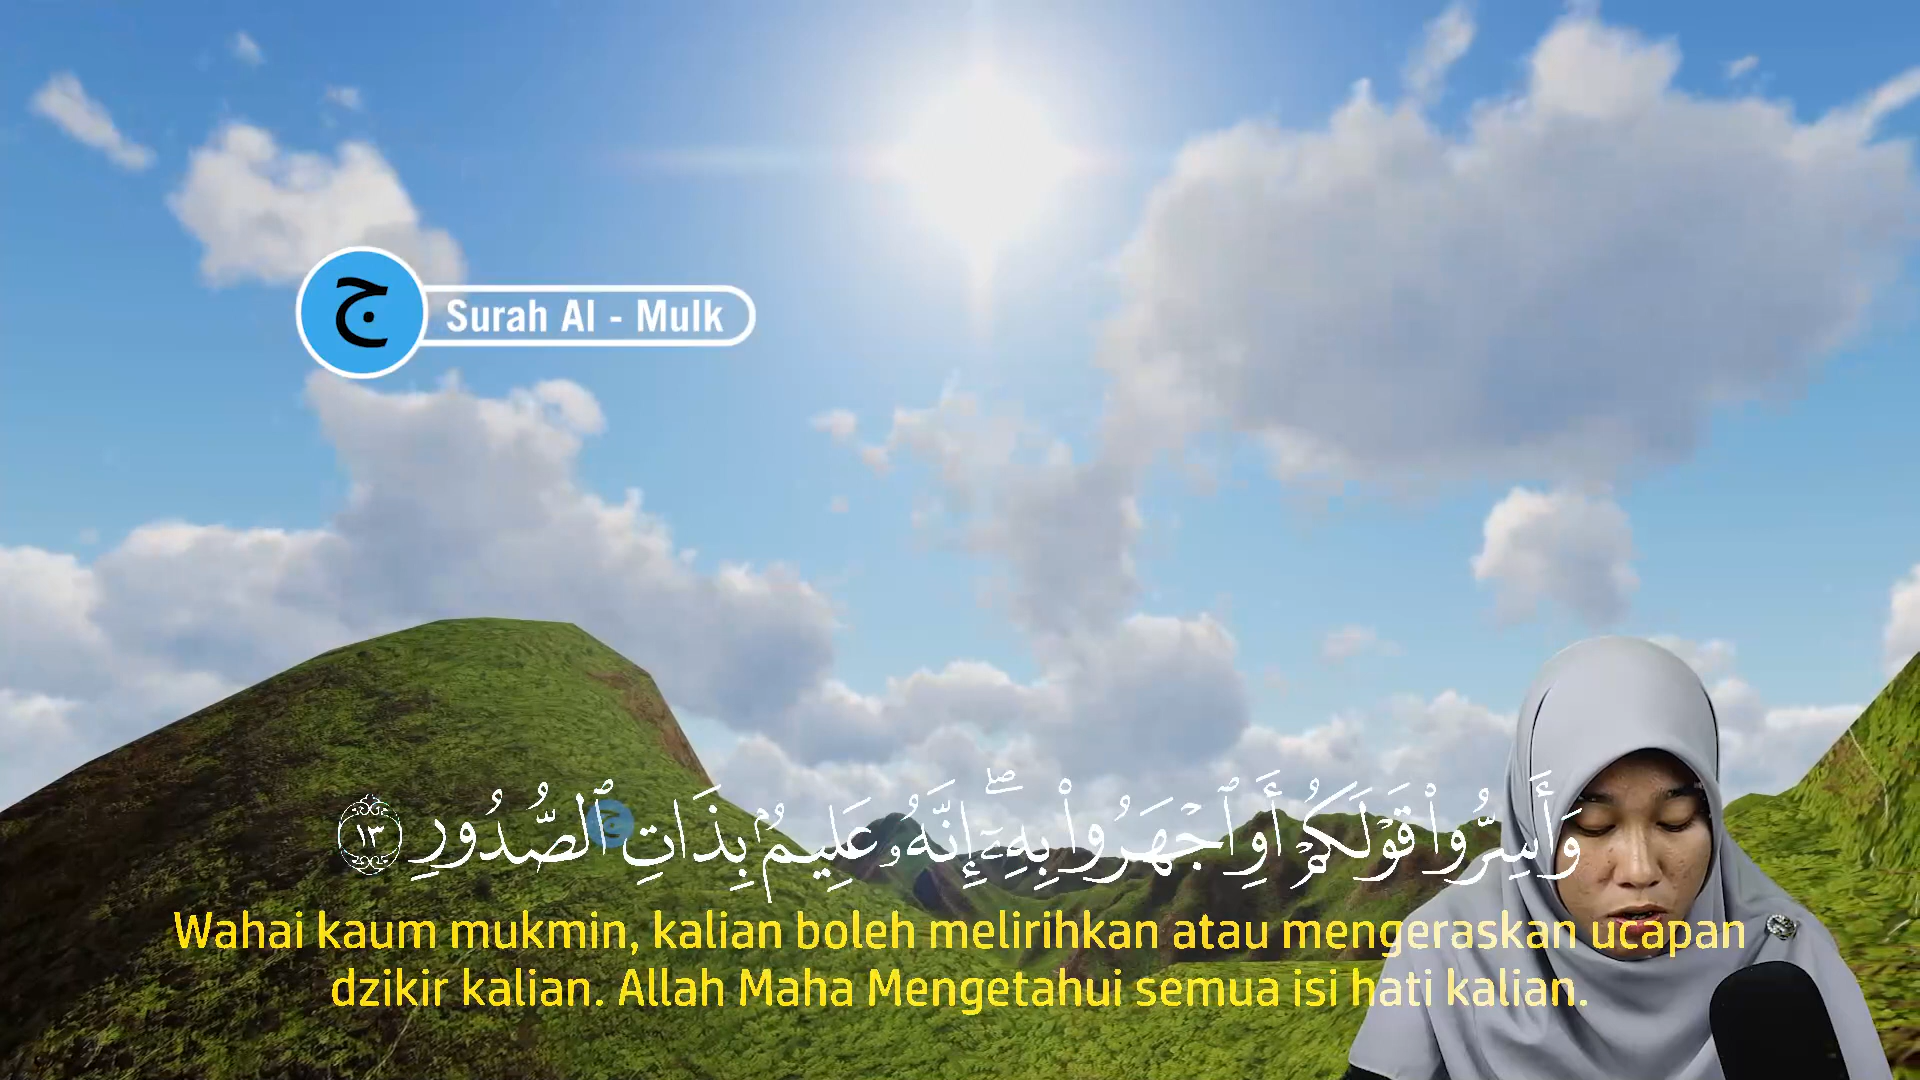 ج
Surah Al - Mulk
وَأَسِرُّوا۟ قَوْلَكُمْ أَوِ ٱجْهَرُوا۟ بِهِۦٓ ۖ إِنَّهُۥ عَلِيمٌۢ بِذَاتِ ٱلصُّدُورِ ١٣
ج
Wahai kaum mukmin, kalian boleh melirihkan atau mengeraskan ucapan
dzikir kalian. Allah Maha Mengetahui semua isi hati kalian.